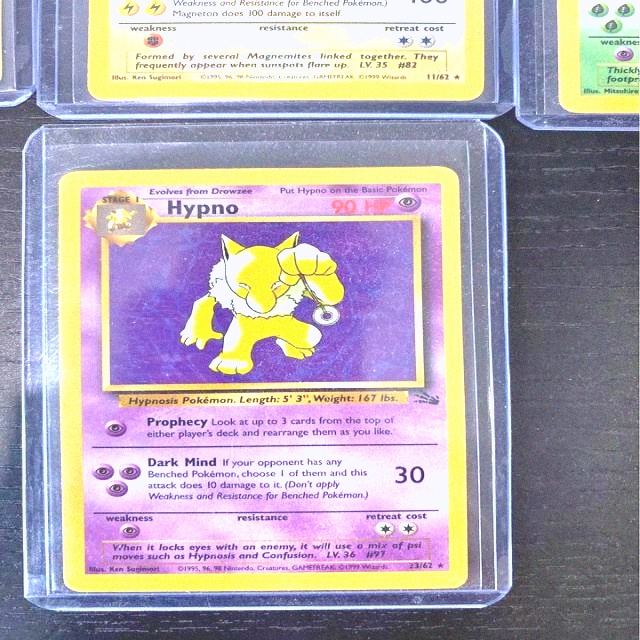 Weakness and Resistance for Benched Pokémon.)
Magneton does 100 damage to itself.
weakness resistance retreat cost
Formed by several Magnemites linked together. They
frequently appear when sunspots flare up. LV. 35 #82
Illus. Ken Sugimori ©1995, 96, 98 Nintendo, Creatures, GAMEFREAK. ©1999 Wizards. 11/62 ★
weakness
Thickly
footpr
Illus. Mitsuhiro
STAGE 1
Evolves from Drowzee Put Hypno on the Basic Pokémon
Hypno 90 HP
Hypnosis Pokémon. Length: 5' 3", Weight: 167 lbs.
Prophecy Look at up to 3 cards from the top of
either player's deck and rearrange them as you like.
Dark Mind If your opponent has any
Benched Pokémon, choose 1 of them and this
attack does 10 damage to it. (Don't apply
Weakness and Resistance for Benched Pokémon.)
30
weakness resistance retreat cost
When it locks eyes with an enemy, it will use a mix of psi
moves such as Hypnosis and Confusion. LV. 36 #97
Illus. Ken Sugimori ©1995, 96, 98 Nintendo, Creatures, GAMEFREAK. ©1999 Wizards. 23/62 ★